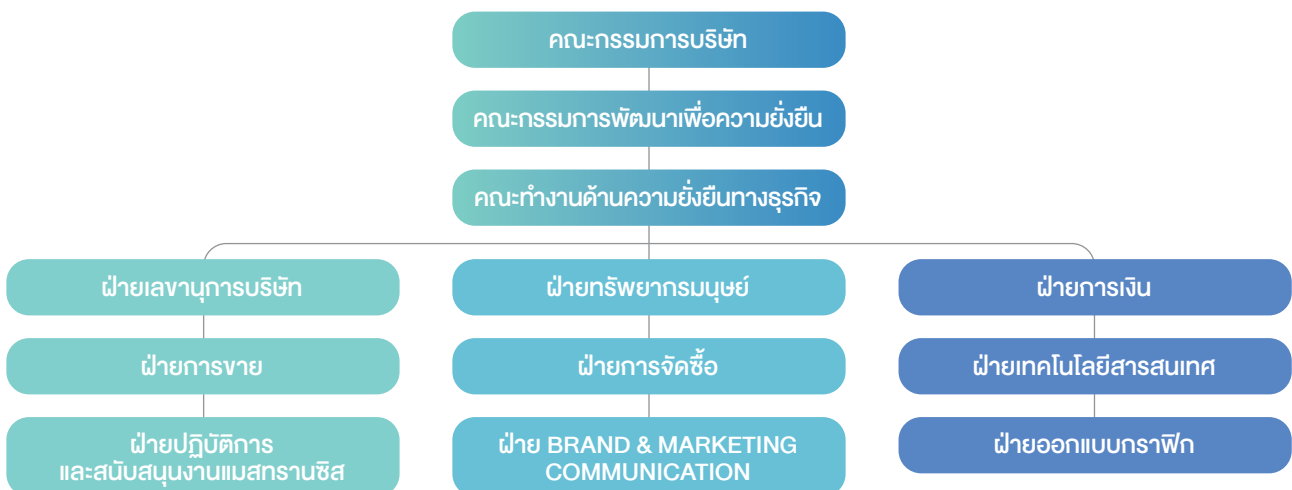 คณะกรรมการบริษัท
คณะกรรมการพัฒนาเพื่อความยั่งยืน
คณะทำงานด้านความยั่งยืนทางธุรกิจ
ฝ่ายเลขานุการบริษัท
ฝ่ายทรัพยากรมนุษย์
ฝ่ายการเงิน
ฝ่ายการขาย
ฝ่ายการจัดซื้อ
ฝ่ายเทคโนโลยีสารสนเทศ
ฝ่ายปฏิบัติการ
และสนับสนุนงานแมสทรานซิส
ฝ่าย BRAND & MARKETING
COMMUNICATION
ฝ่ายออกแบบกราฟิก